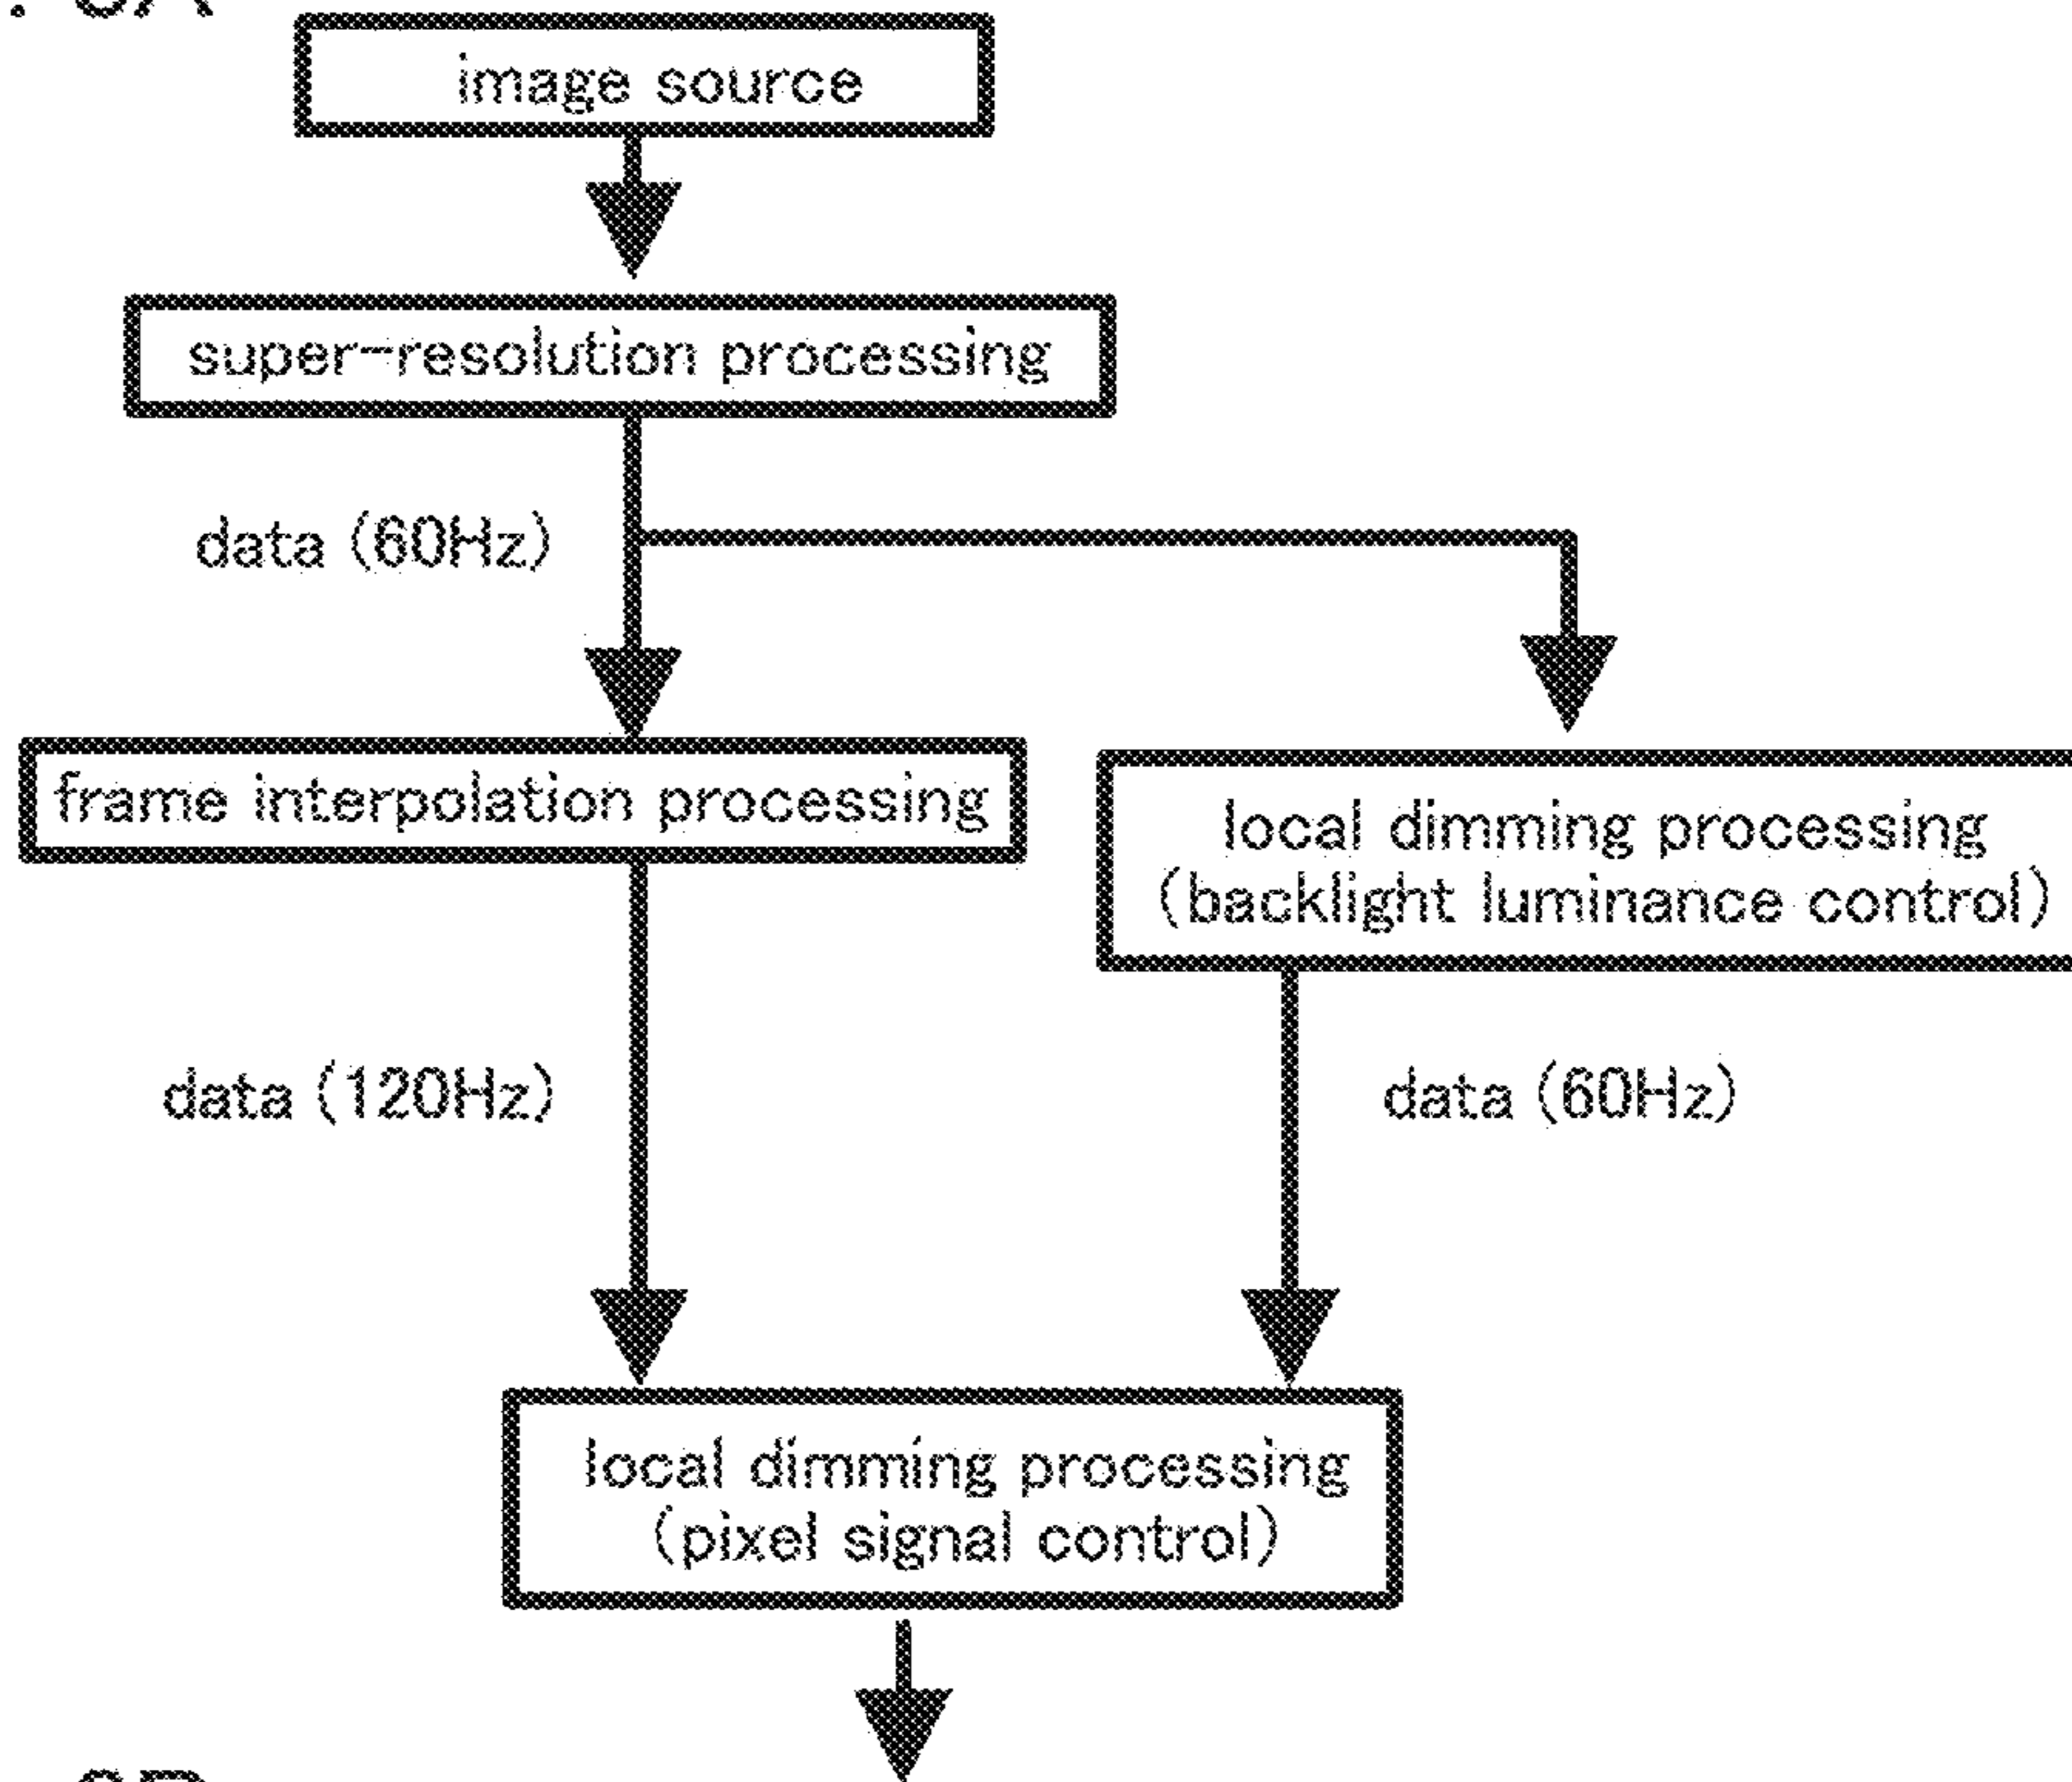 image source
super-resolution processing
data (60Hz)
frame interpolation processing
local dimming processing
(backlight luminance control)
data (120Hz)
data (60Hz)
local dimming processing
(pixel signal control)